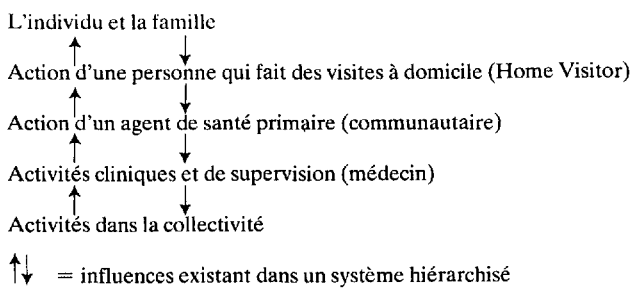 L'individu et la famille
Action d'une personne qui fait des visites à domicile (Home Visitor)
Action d'un agent de santé primaire (communautaire)
Activités cliniques et de supervision (médecin)
Activités dans la collectivité
↑↓ = influences existant dans un système hiérarchisé